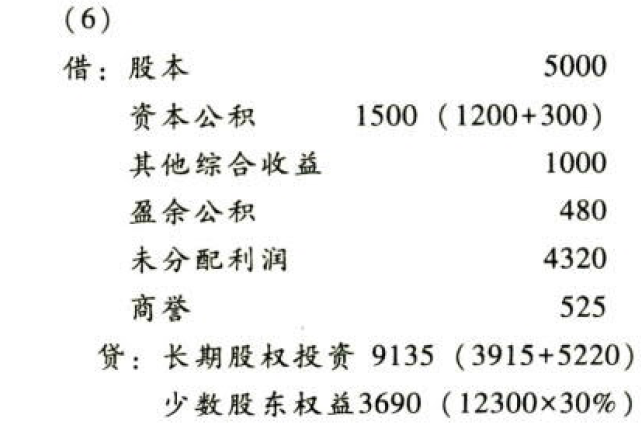 (6)
借：股本 5000
资本公积 1500（1200+300）
其他综合收益 1000
盈余公积 480
未分配利润 4320
商誉 525
贷：长期股权投资 9135（3915+5220）
少数股东权益3690（12300×30%）